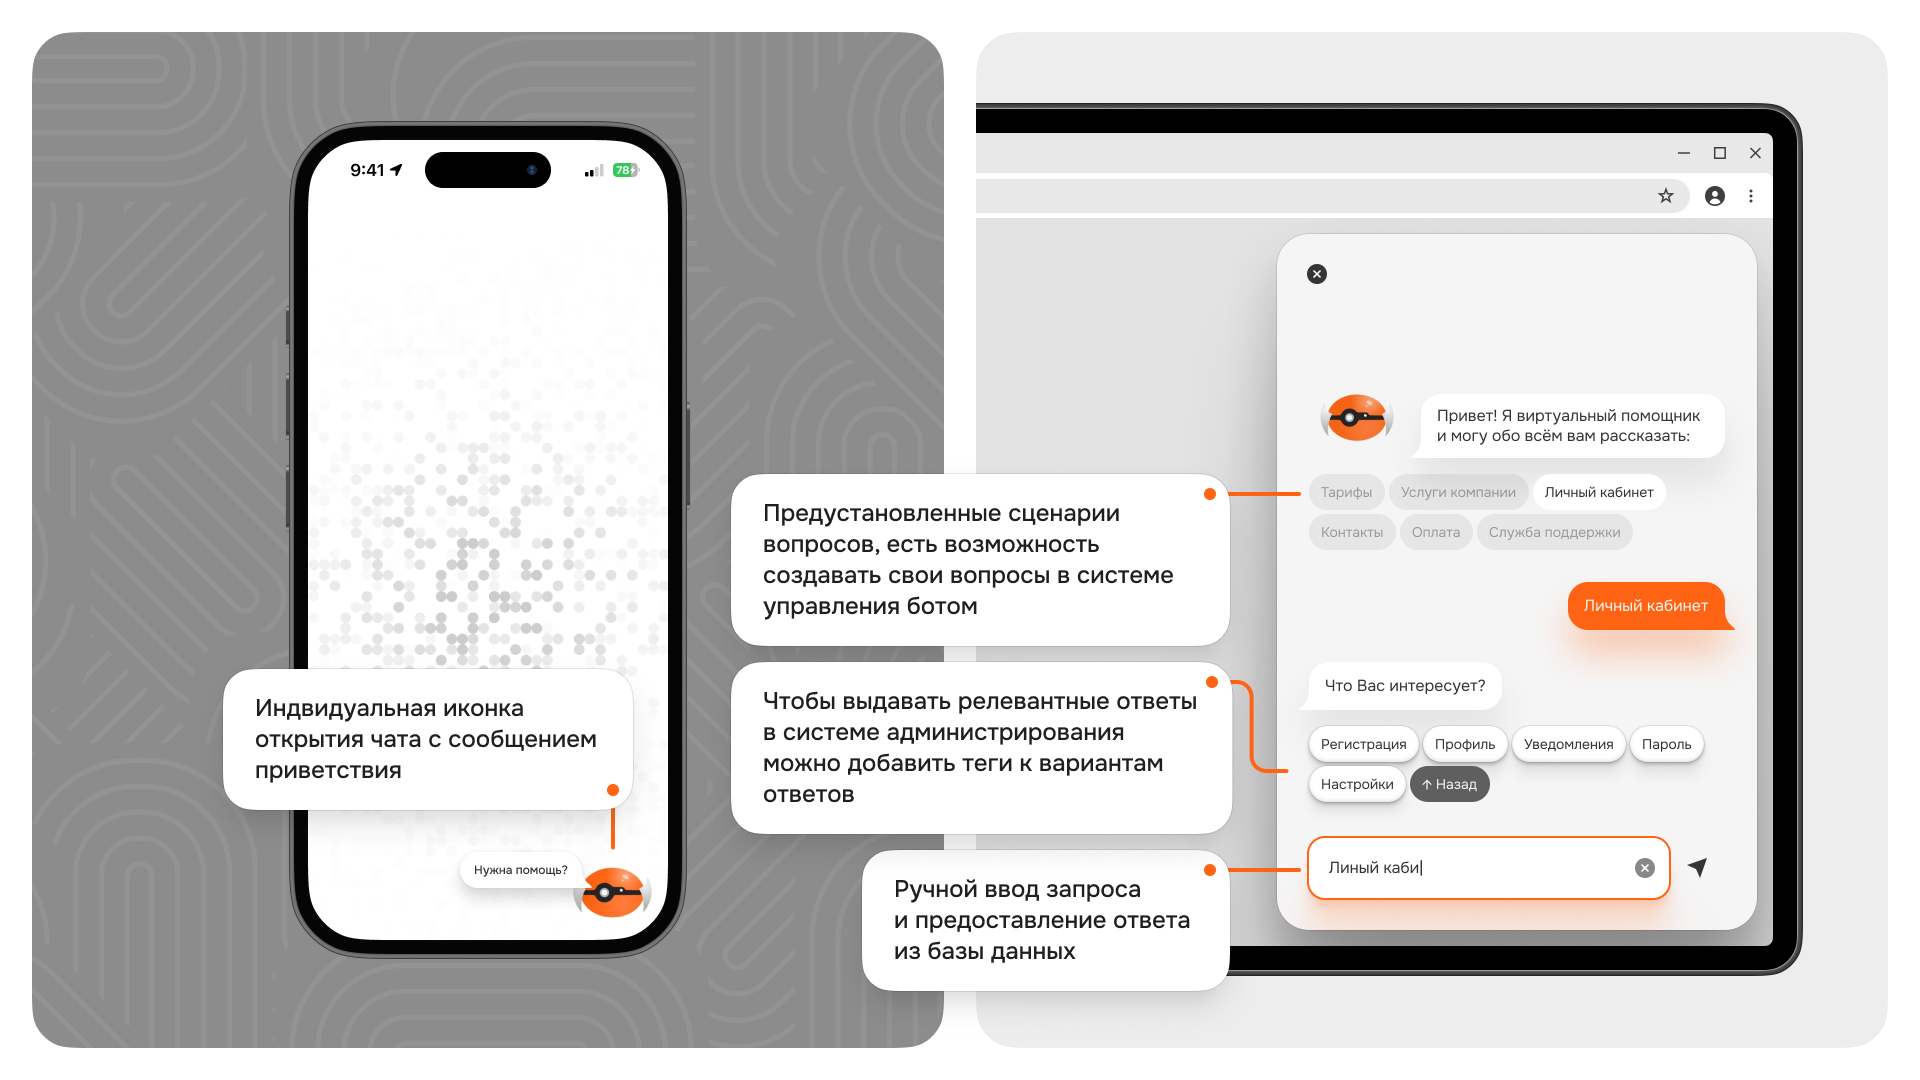 9:41
78
Индвидуальная иконка
открытия чата с сообщением
приветствия
Нужна помощь?
Предустановленные сценарии
вопросов, есть возможность
создавать свои вопросы в системе
управления ботом
Чтобы выдавать релевантные ответы
в системе администрирования
можно добавить теги к вариантам
ответов
Ручной ввод запроса
и предоставление ответа
из базы данных
Привет! Я виртуальный помощник
и могу обо всём вам рассказать:
Тарифы Услуги компании Личный кабинет
Контакты Оплата Служба поддержки
Личный кабинет
Что Вас интересует?
Регистрация Профиль Уведомления Пароль
Настройки ↑ Назад
Линый каби